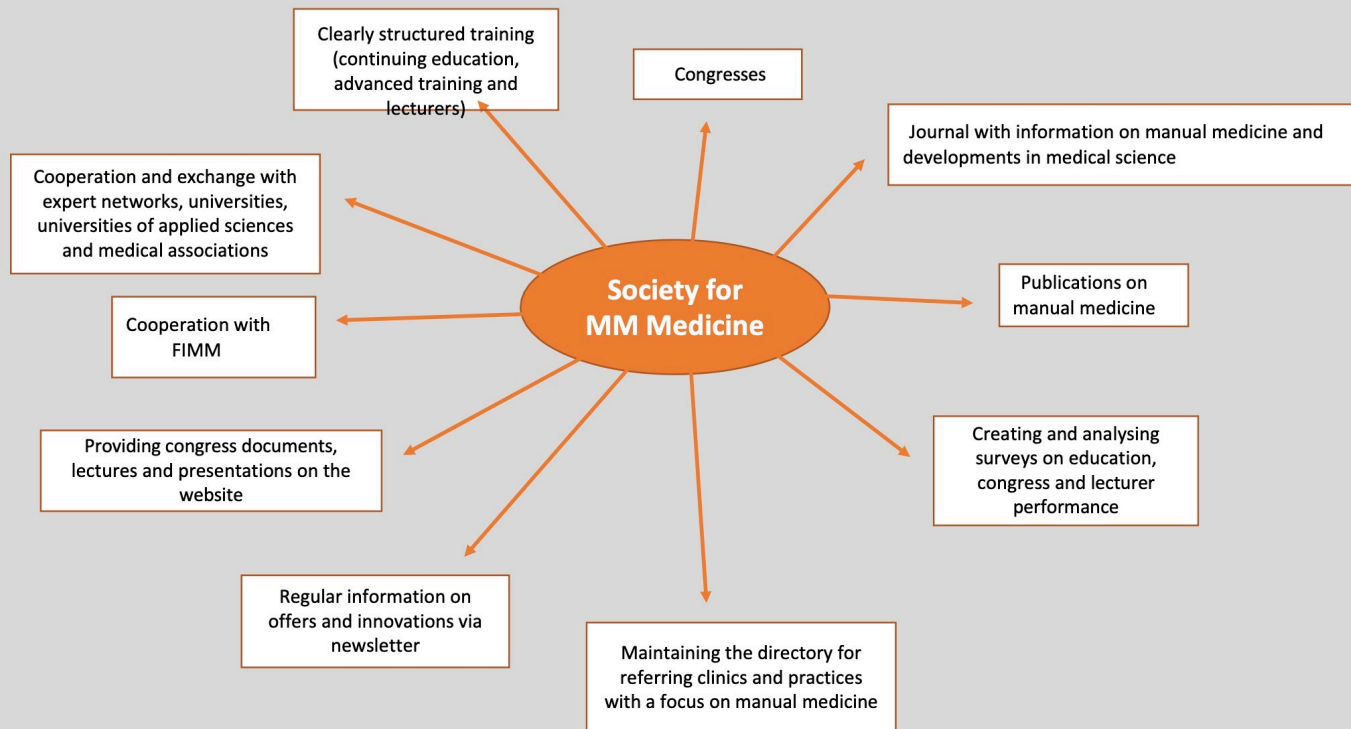 Clearly structured training
(continuing education,
advanced training and
lecturers)
Congresses
Journal with information on manual medicine and
developments in medical science
Cooperation and exchange with
expert networks, universities,
universities of applied sciences
and medical associations
Society for
MM Medicine
Publications on
manual medicine
Cooperation with
FIMM
Providing congress documents,
lectures and presentations on the
website
Creating and analysing
surveys on education,
congress and lecturer
performance
Regular information on
offers and innovations via
newsletter
Maintaining the directory for
referring clinics and practices
with a focus on manual medicine